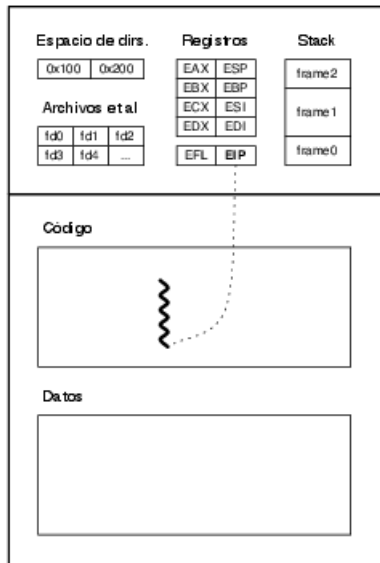 Espacio de dirs.
0x100 0x200
Archivos et al
fd0 fd1 fd2
fd3 fd4 ...
Registros
EAX ESP
EBX EBP
ECX ESI
EDX EDI
EFL EIP
Stack
frame2
frame1
frame0
Código
Datos